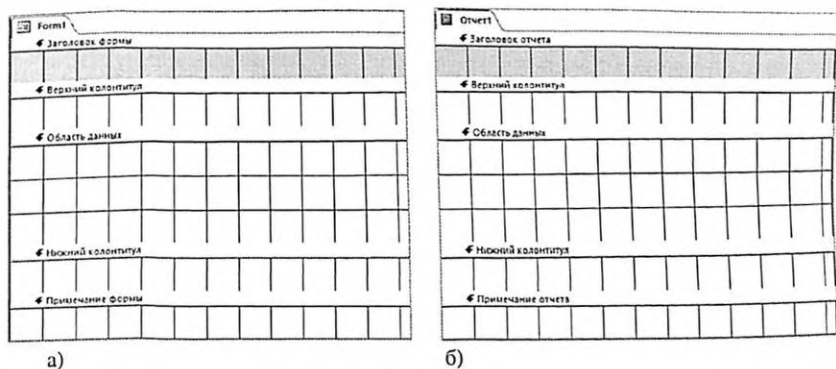 Form1
Заголовок формы
Верхний колонтитул
Область данных
Нижний колонтитул
Примечание формы
а)
Отчет1
Заголовок отчета
Верхний колонтитул
Область данных
Нижний колонтитул
Примечание отчета
б)